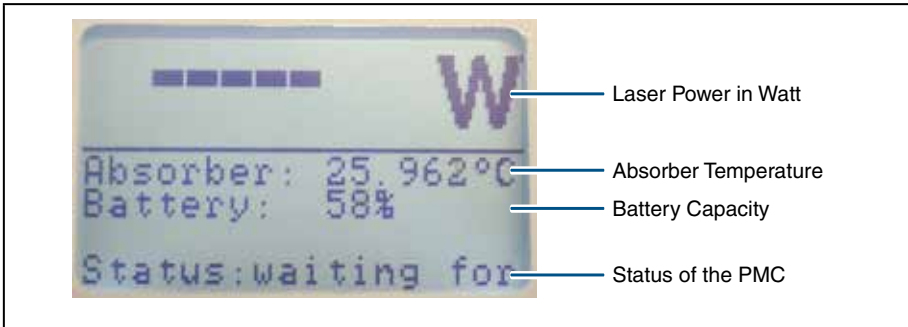 ----- W
Laser Power in Watt
Absorber: 25.962°C
Absorber Temperature
Battery: 58%
Battery Capacity
Status:waiting for
Status of the PMC